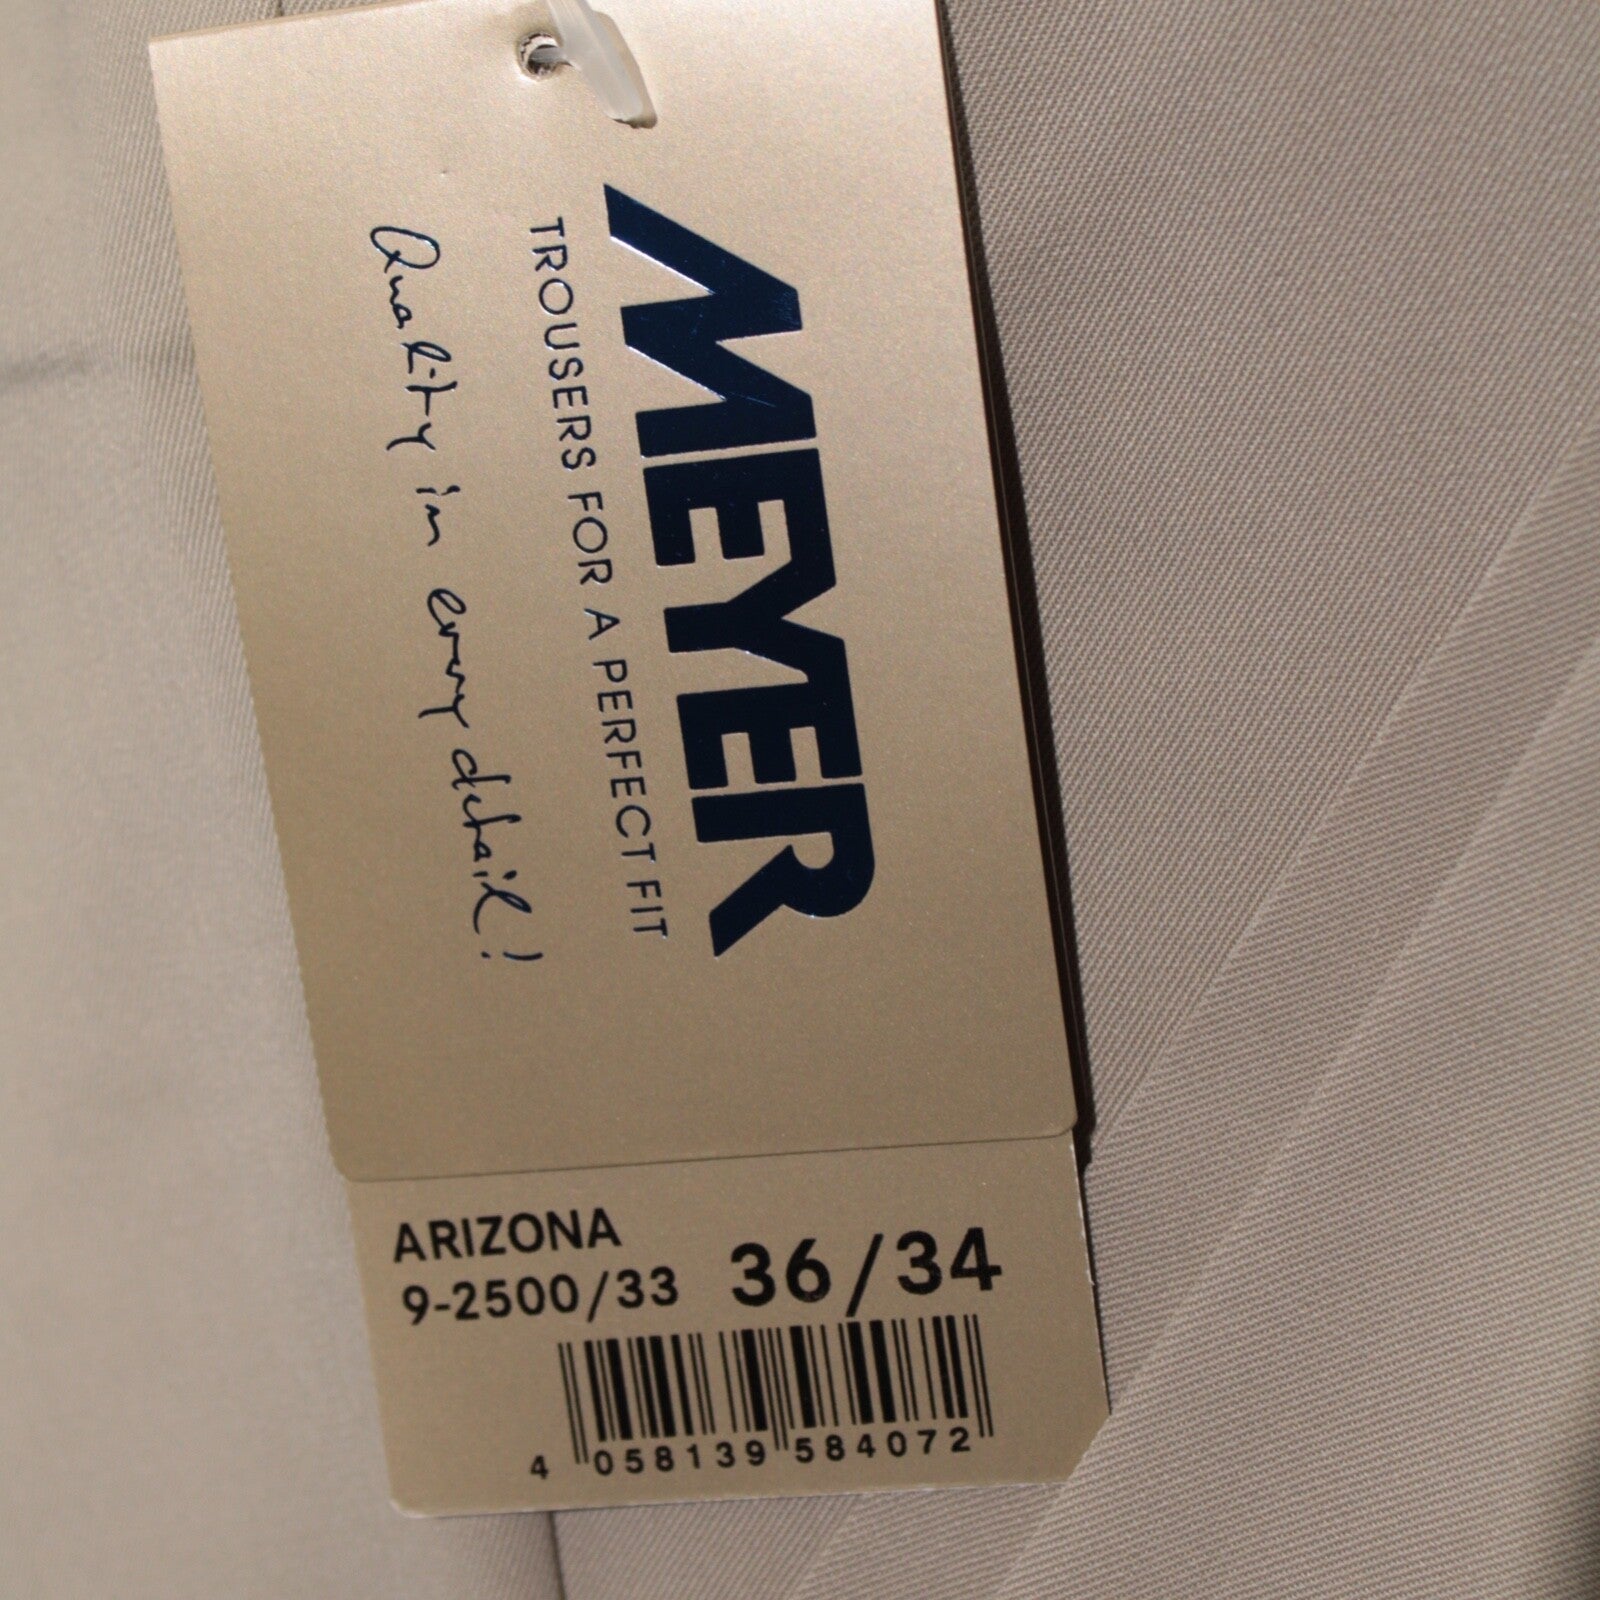 MEYER
TROUSERS FOR A PERFECT FIT
Quality in every detail!
ARIZONA
9-2500/33 36/34
4 058139 584072